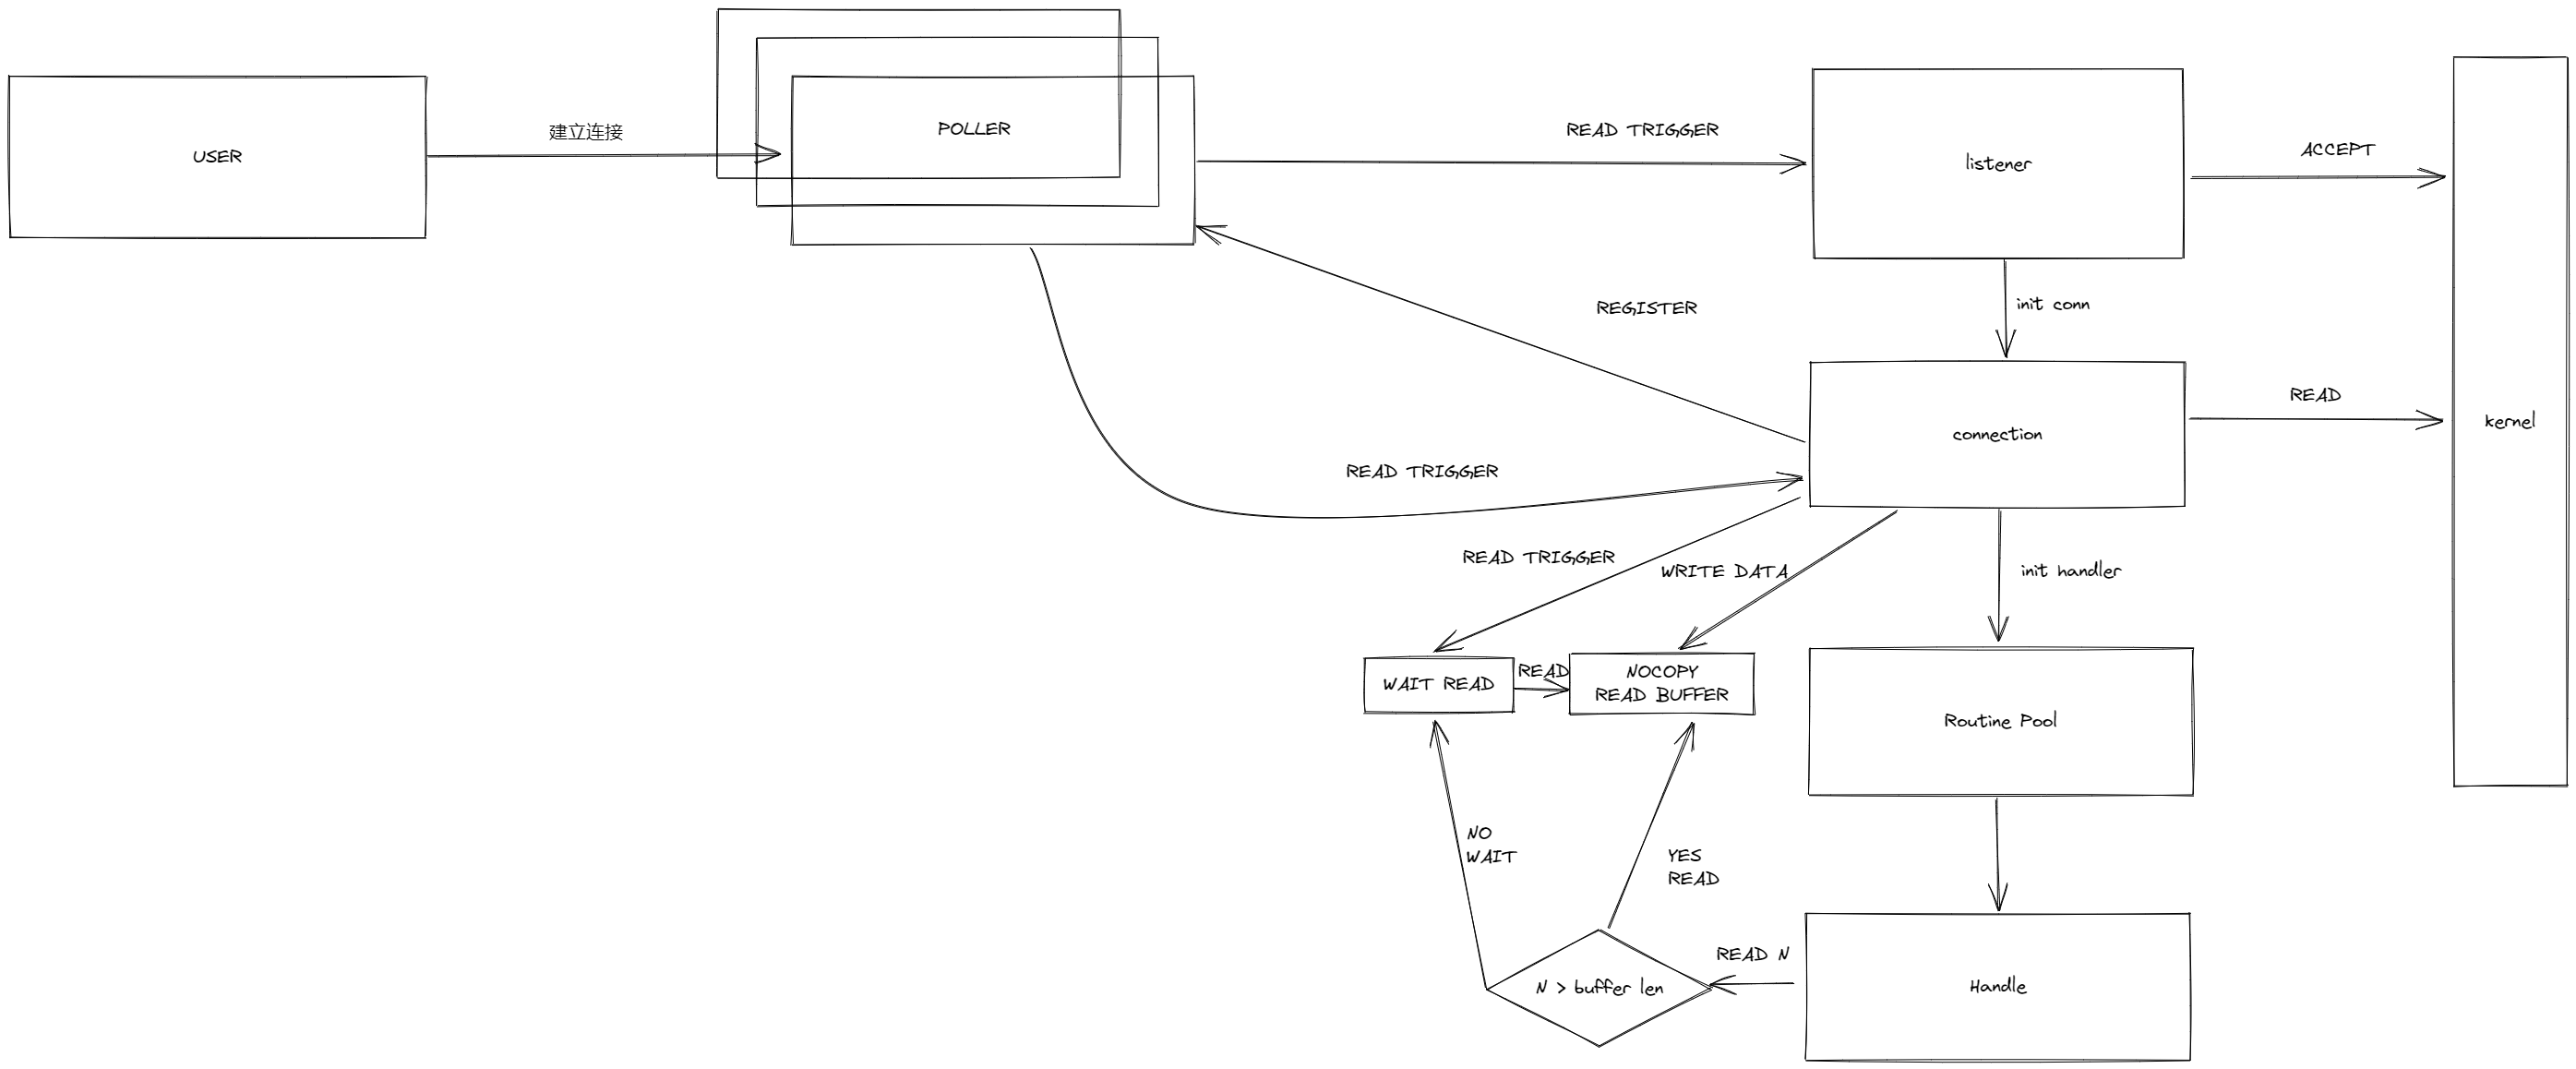 USER
建立连接
POLLER
READ TRIGGER
listener
ACCEPT
kernel
REGISTER
init conn
READ
connection
READ TRIGGER
READ TRIGGER
WRITE DATA
init handler
WAIT READ
READ
NOCOPY
READ BUFFER
Routine Pool
NO
WAIT
YES
READ
READ N
N > buffer len
Handle